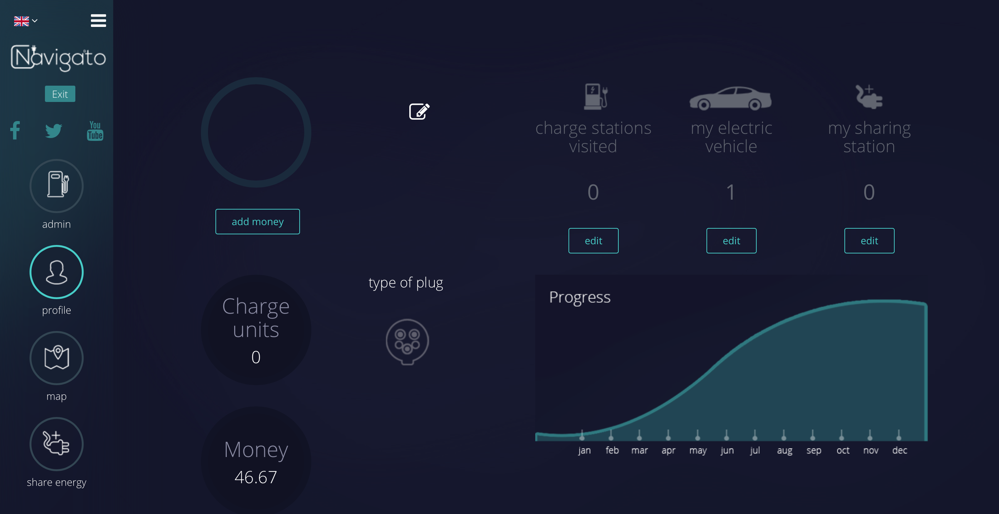 Navigato
Exit
You
Tube
admin
profile
map
share energy
add money
Charge
units
0
Money
46.67
type of plug
charge stations
visited
0
edit
my electric
vehicle
1
edit
my sharing
station
0
edit
Progress
jan feb mar apr may jun jul aug sep oct nov dec